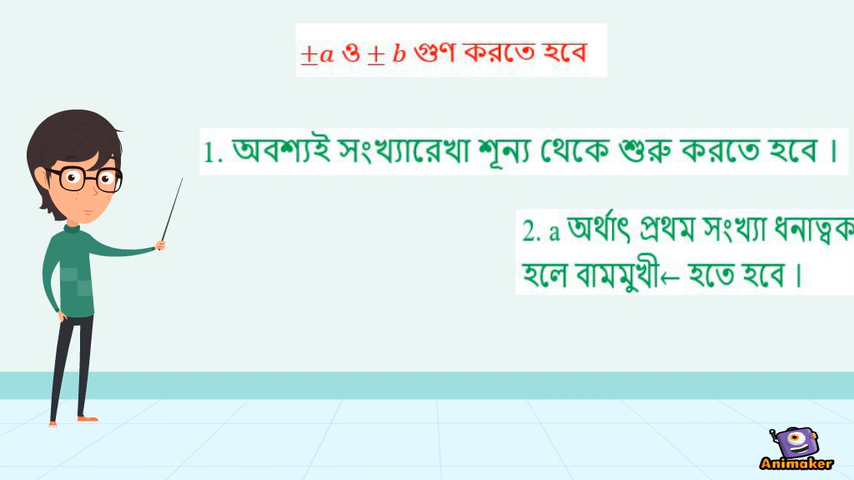 ±a ও ± b গুণ করতে হবে
1. অবশ্যই সংখ্যারেখা শূন্য থেকে শুরু করতে হবে ।
2. a অর্থাৎ প্রথম সংখ্যা ধনাত্বক
হলে বামমুখী← হতে হবে ।
Animaker